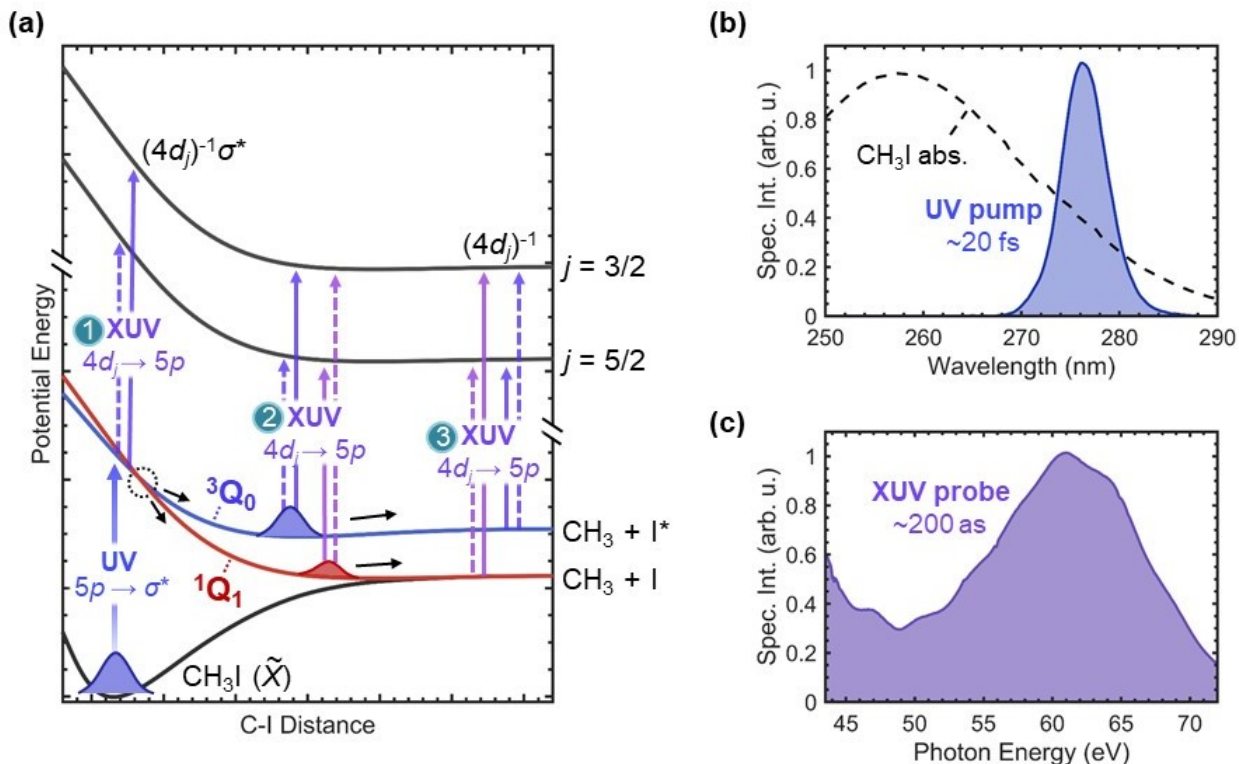 (a)
(4dⱼ)⁻¹σ*
(4dⱼ)⁻¹
j = 3/2
j = 5/2
1 XUV
4dⱼ → 5p
2 XUV
4dⱼ → 5p
3 XUV
4dⱼ → 5p
³Q₀
CH₃ + I*
UV
5p → σ*
¹Q₁
CH₃ + I
CH₃I (X̃)
Potential Energy
C-I Distance
(b)
Spec. Int. (arb. u.)
1
0.8
0.6
0.4
0.2
0
CH₃I abs.
UV pump
~20 fs
250 260 270 280 290
Wavelength (nm)
(c)
Spec. Int. (arb. u.)
1
0.8
0.6
0.4
0.2
0
XUV probe
~200 as
45 50 55 60 65 70
Photon Energy (eV)